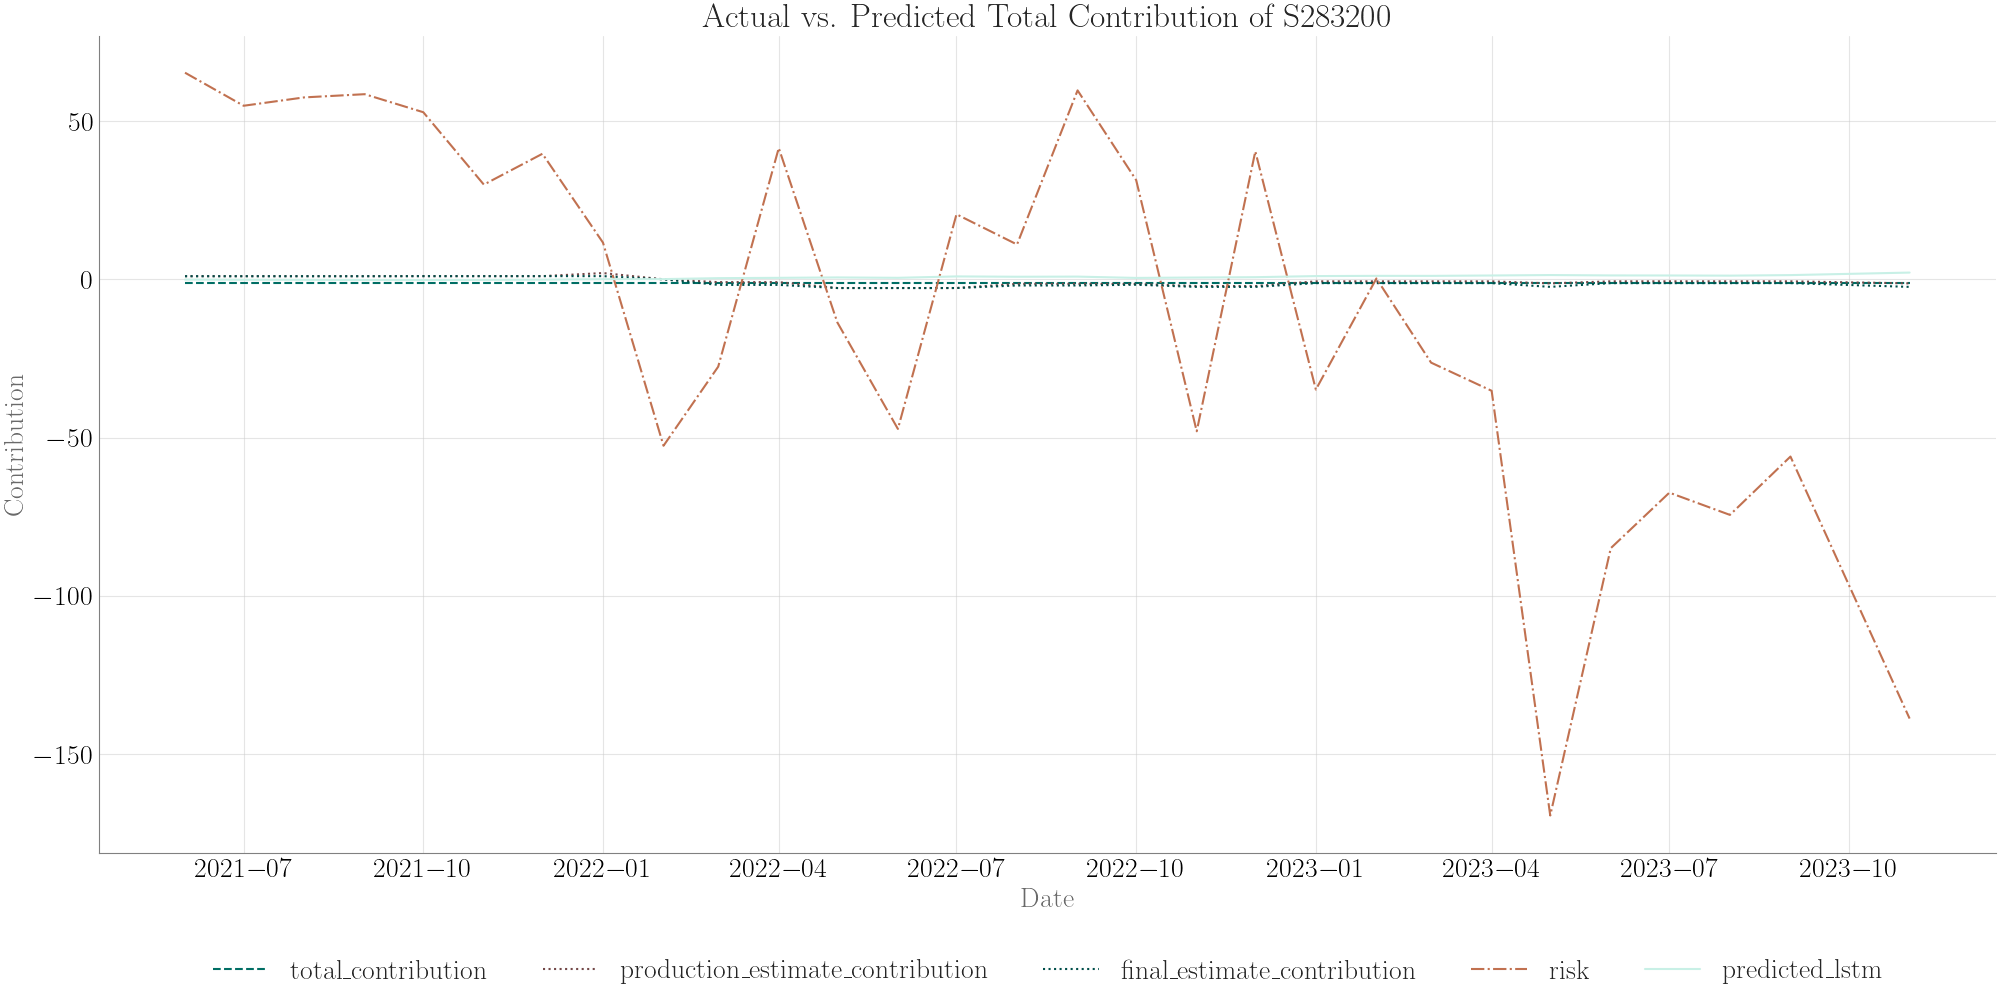 Actual vs. Predicted Total Contribution of S283200
Contribution
50
0
−50
−100
−150
2021−07 2021−10 2022−01 2022−04 2022−07 2022−10 2023−01 2023−04 2023−07 2023−10
Date
total_contribution production_estimate_contribution final_estimate_contribution risk predicted_lstm